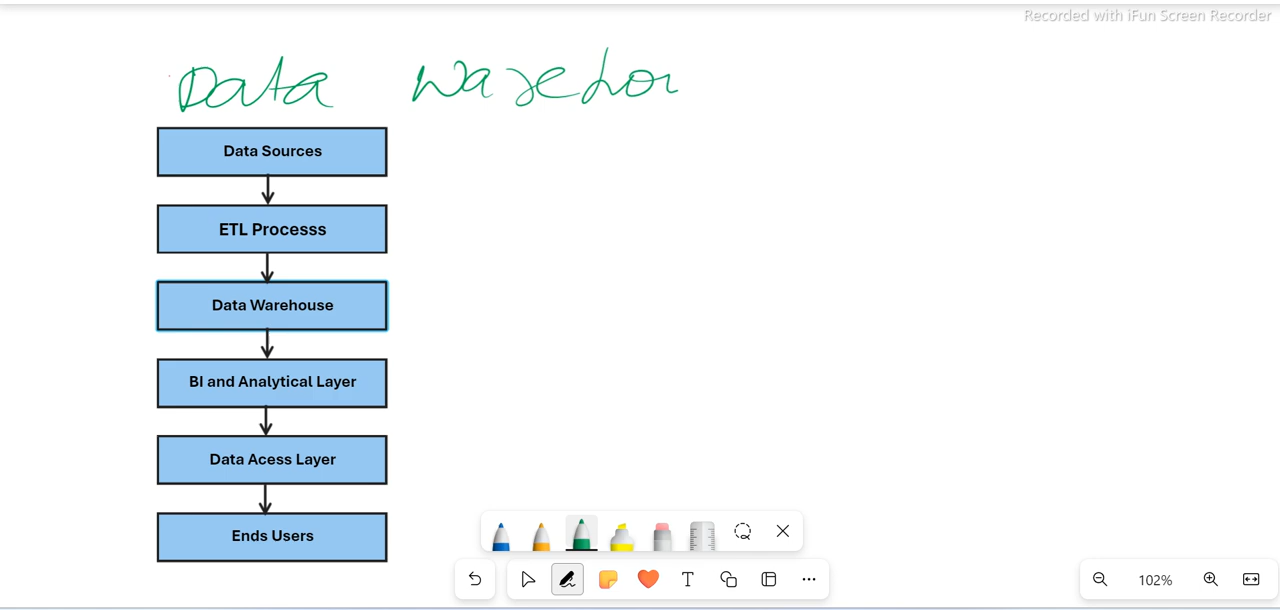 Recorded with iFun Screen Recorder
Data Warehou
Data Sources
ETL Processs
Data Warehouse
BI and Analytical Layer
Data Acess Layer
Ends Users
T
102%